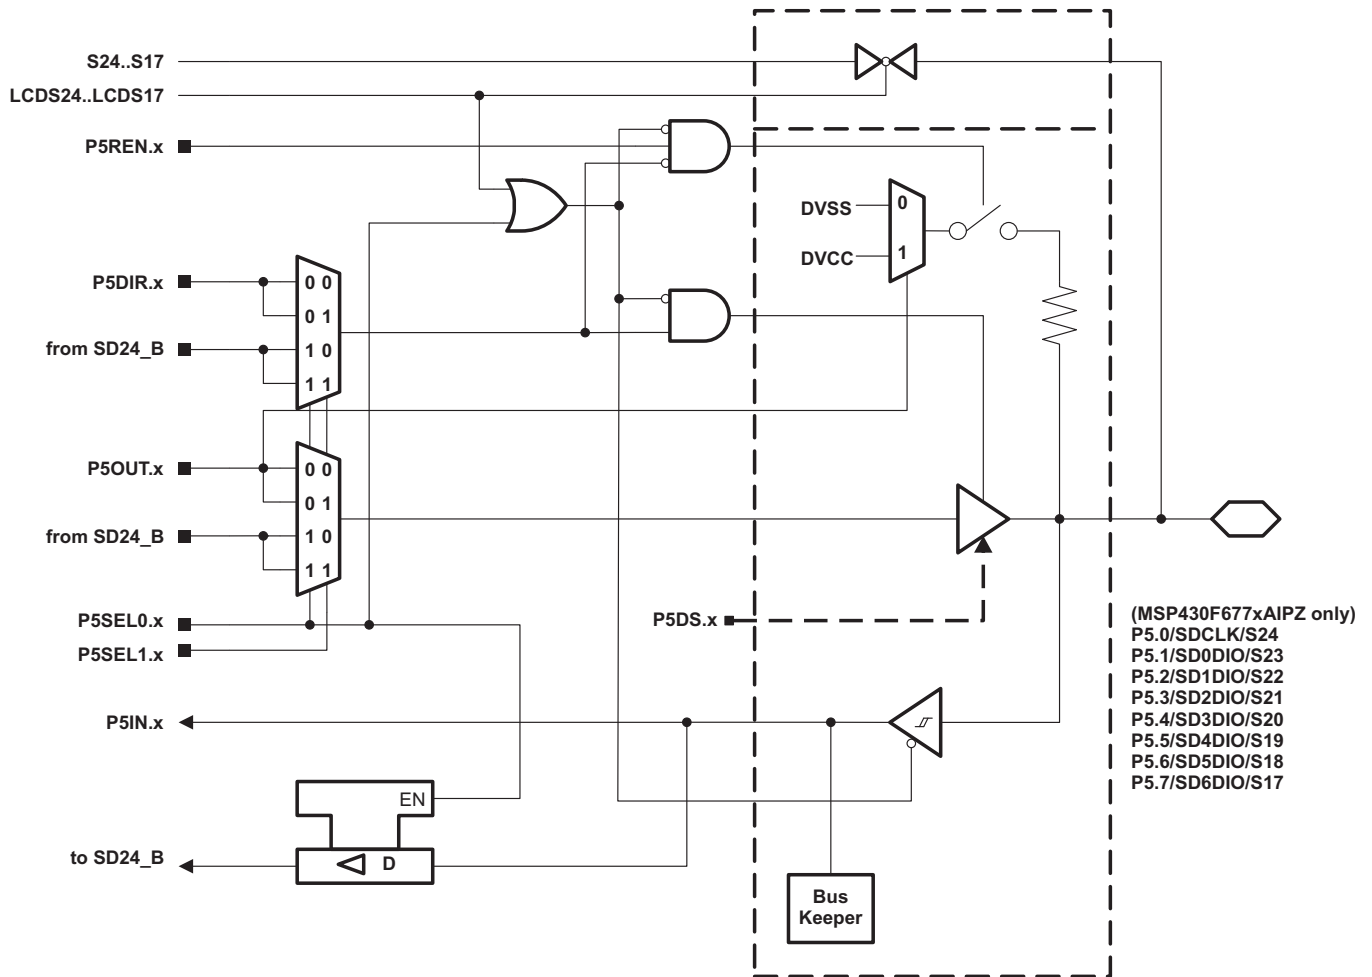 S24..S17
LCDS24..LCDS17
P5REN.x
DVSS 0
DVCC 1
P5DIR.x 0 0
0 1
from SD24_B 1 0
1 1
P5OUT.x 0 0
0 1
from SD24_B 1 0
1 1
P5SEL0.x
P5SEL1.x
P5DS.x
(MSP430F677xAIPZ only)
P5.0/SDCLK/S24
P5.1/SD0DIO/S23
P5.2/SD1DIO/S22
P5.3/SD2DIO/S21
P5.4/SD3DIO/S20
P5.5/SD4DIO/S19
P5.6/SD5DIO/S18
P5.7/SD6DIO/S17
P5IN.x
EN
to SD24_B
D
Bus
Keeper